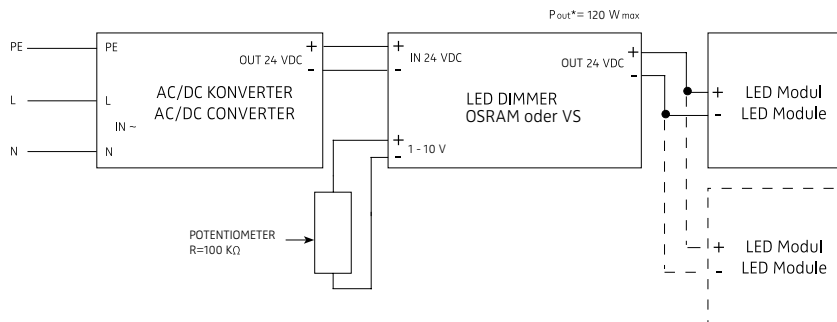 Pout*= 120 Wmax
PE
PE
OUT 24 VDC
+
-
+
-
IN 24 VDC
OUT 24 VDC
+
-
+
-
LED Modul
LED Module
L
L
IN ~
AC/DC KONVERTER
AC/DC CONVERTER
LED DIMMER
OSRAM oder VS
N
N
+
-
1 - 10 V
POTENTIOMETER
R=100 KΩ
+
-
LED Modul
LED Module